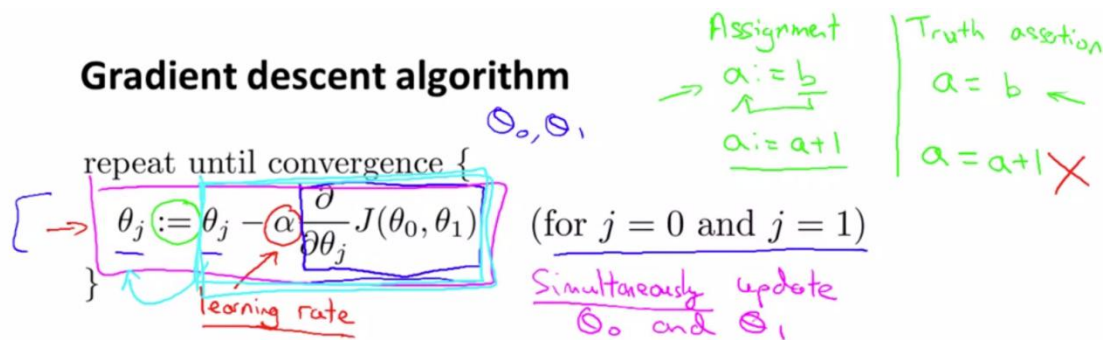 Gradient descent algorithm
θ₀, θ₁
repeat until convergence {
θⱼ := θⱼ − α ∂/∂θⱼ J(θ₀, θ₁)   (for j = 0 and j = 1)
}
learning rate
Simultaneously update
θ₀ and θ₁
Assignment
a := b
a := a+1
Truth assetion
a = b
a = a+1